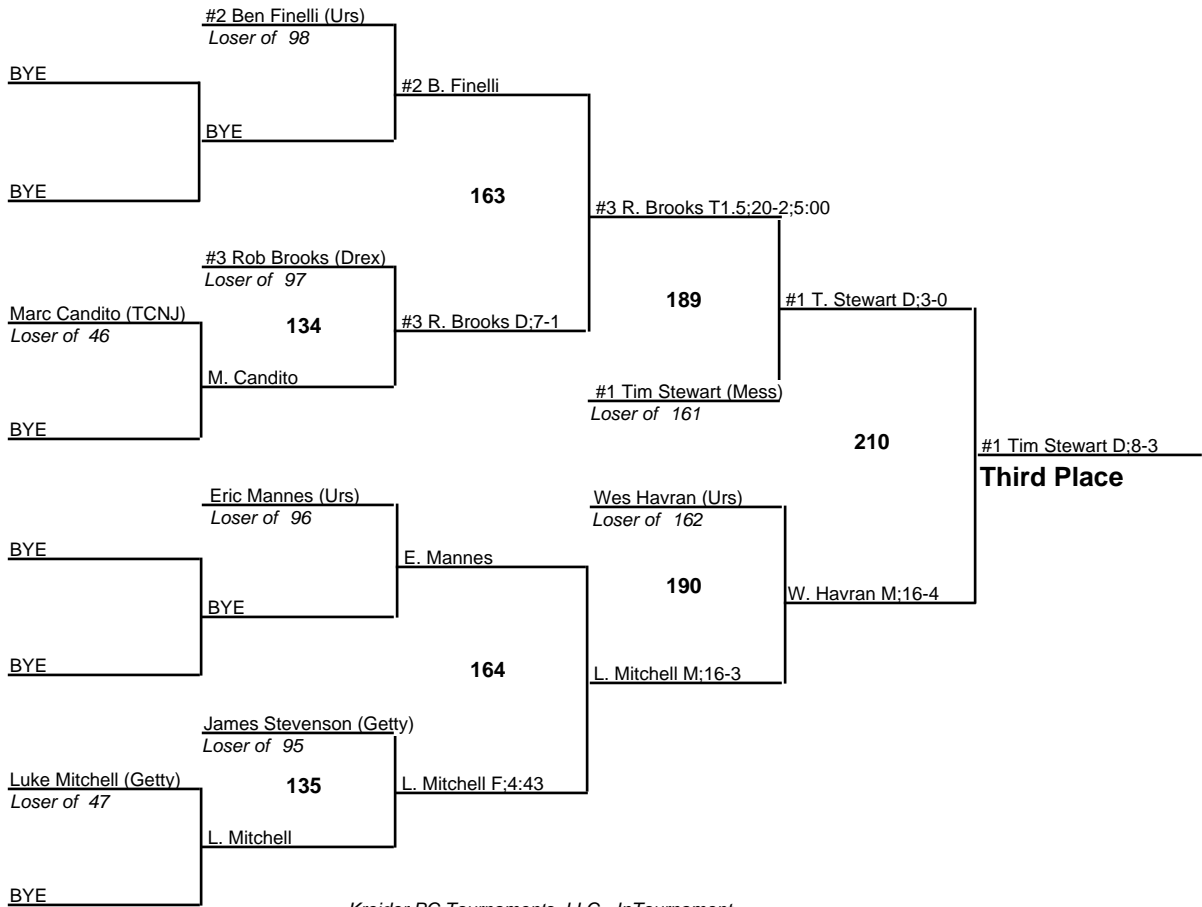 #2 Ben Finelli (Urs)
Loser of 98
BYE
#2 B. Finelli
BYE
BYE
163
#3 R. Brooks T1.5;20-2;5:00
#3 Rob Brooks (Drex)
Loser of 97
Marc Candito (TCNJ)
Loser of 46
134
#3 R. Brooks D;7-1
189
#1 T. Stewart D;3-0
M. Candito
#1 Tim Stewart (Mess)
Loser of 161
BYE
210
#1 Tim Stewart D;8-3
Third Place
Eric Mannes (Urs)
Loser of 96
Wes Havran (Urs)
Loser of 162
BYE
E. Mannes
190
W. Havran M;16-4
BYE
BYE
164
L. Mitchell M;16-3
James Stevenson (Getty)
Loser of 95
Luke Mitchell (Getty)
Loser of 47
135
L. Mitchell F;4:43
L. Mitchell
BYE